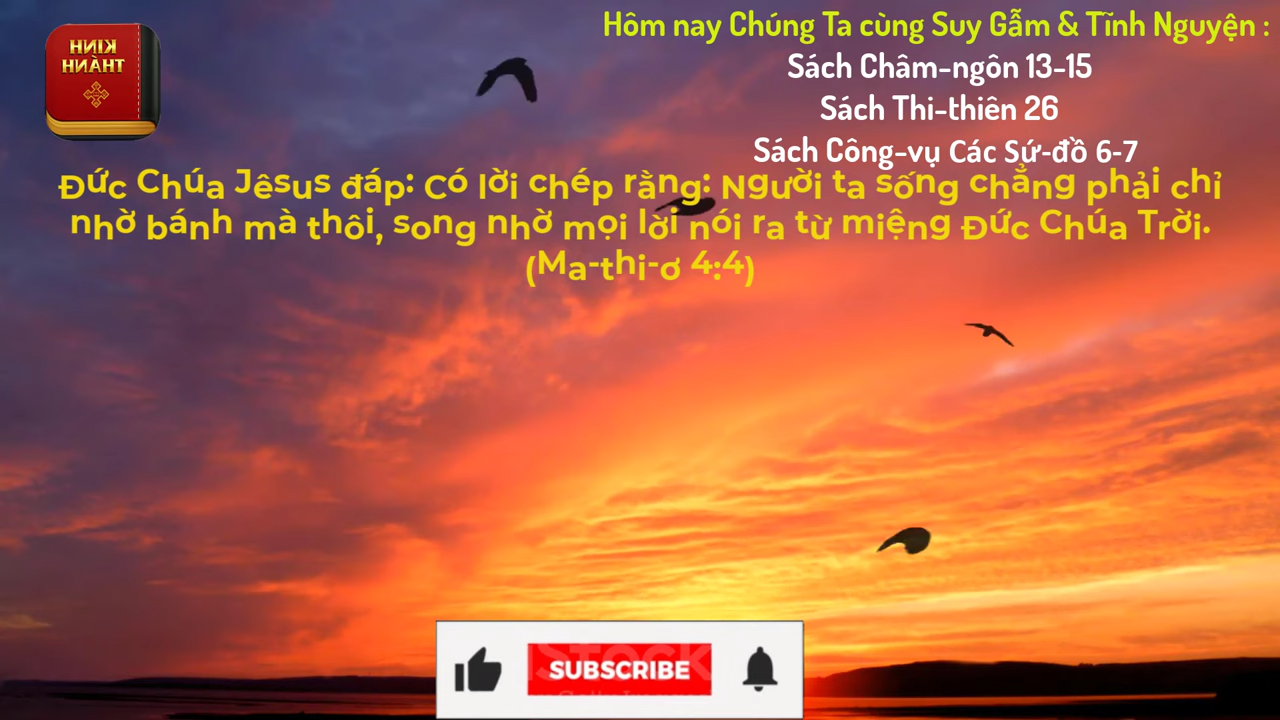 KINH
THÀNH
Hôm nay Chúng Ta cùng Suy Gẫm & Tĩnh Nguyện :
Sách Châm-ngôn 13-15
Sách Thi-thiên 26
Sách Công-vụ Các Sứ-đồ 6-7
Đức Chúa Jêsus đáp: Có lời chép rằng: Người ta sống chẳng phải chỉ
nhờ bánh mà thôi, song nhờ mọi lời nói ra từ miệng Đức Chúa Trời.
(Ma-thi-ơ 4:4)
SUBSCRIBE